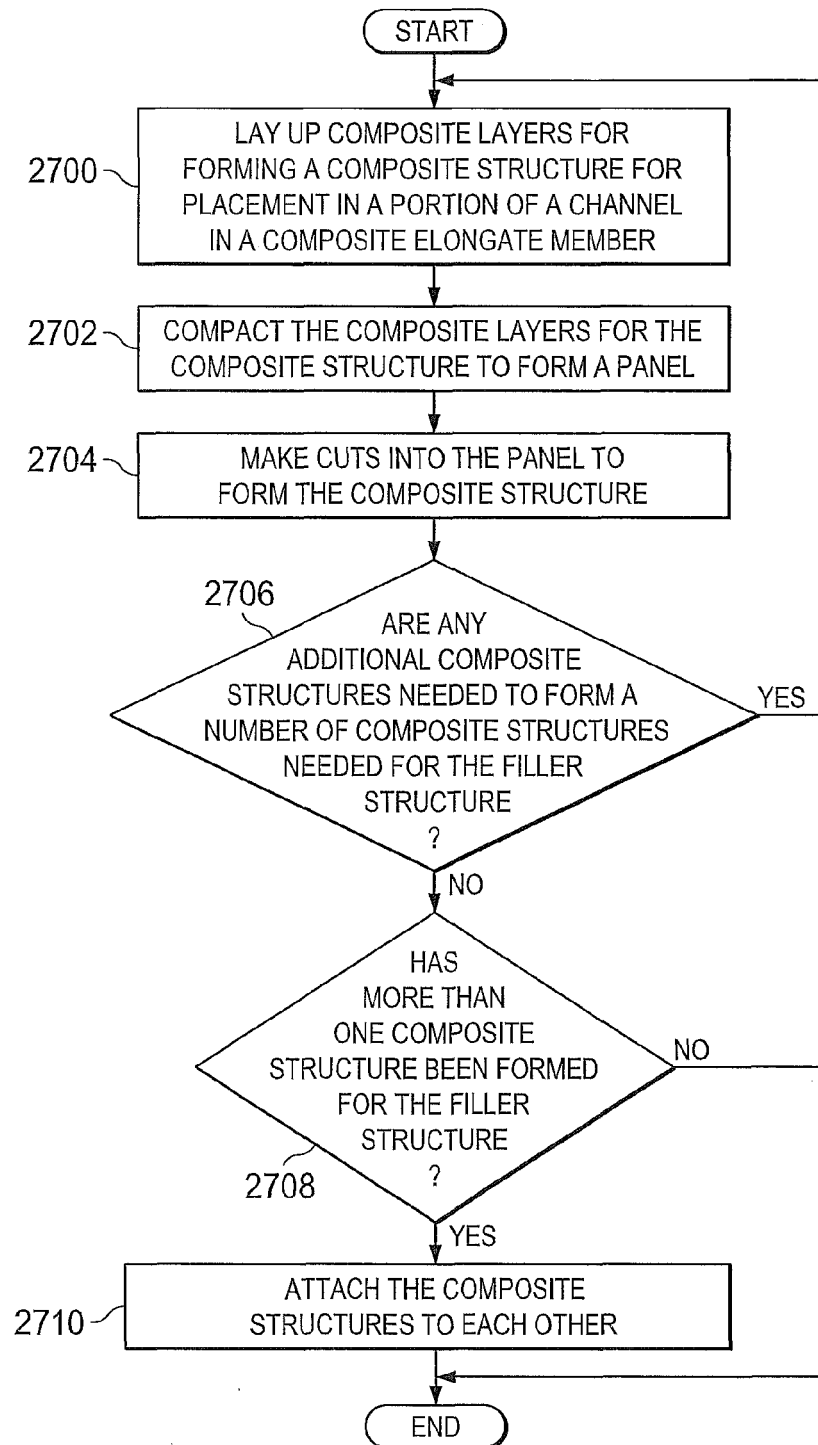 START
2700
LAY UP COMPOSITE LAYERS FOR
FORMING A COMPOSITE STRUCTURE FOR
PLACEMENT IN A PORTION OF A CHANNEL
IN A COMPOSITE ELONGATE MEMBER
2702
COMPACT THE COMPOSITE LAYERS FOR THE
COMPOSITE STRUCTURE TO FORM A PANEL
2704
MAKE CUTS INTO THE PANEL TO
FORM THE COMPOSITE STRUCTURE
2706
ARE ANY
ADDITIONAL COMPOSITE
STRUCTURES NEEDED TO FORM A
NUMBER OF COMPOSITE STRUCTURES
NEEDED FOR THE FILLER
STRUCTURE
?
YES
NO
HAS
MORE THAN
ONE COMPOSITE
STRUCTURE BEEN FORMED
FOR THE FILLER
STRUCTURE
?
NO
2708
YES
2710
ATTACH THE COMPOSITE
STRUCTURES TO EACH OTHER
END